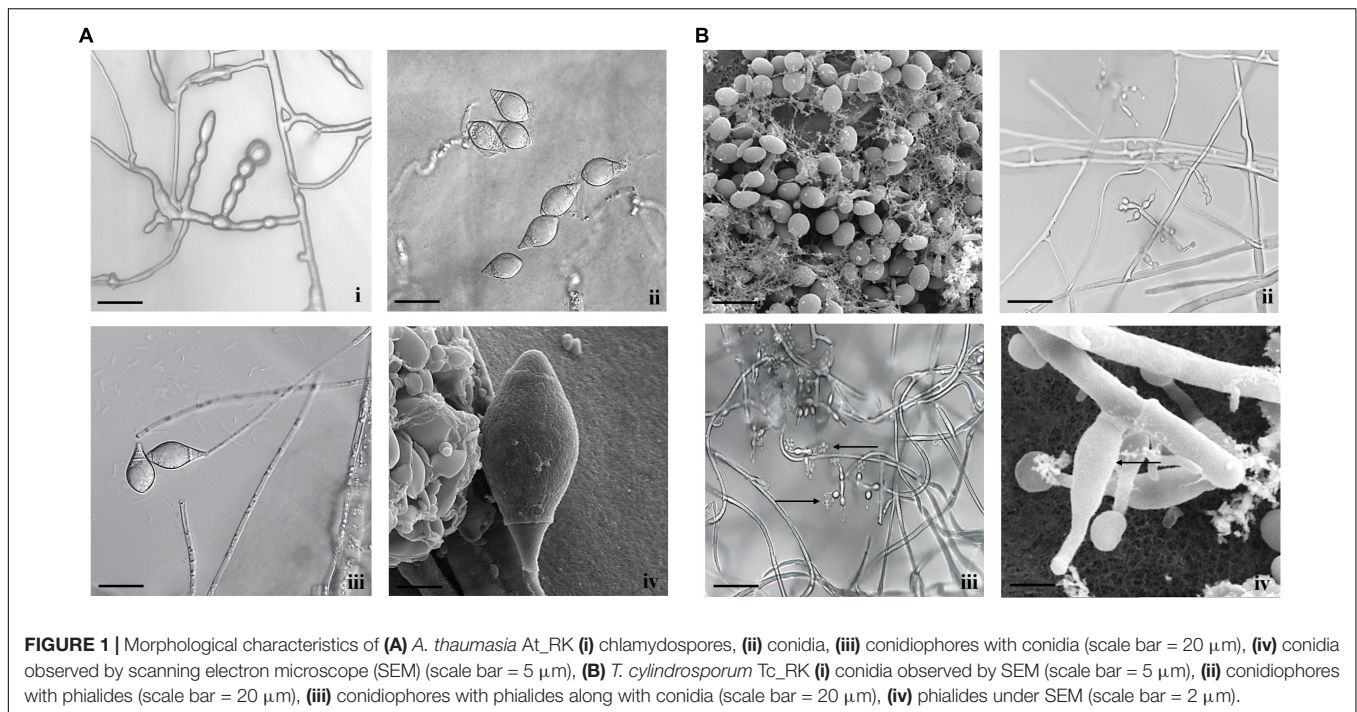 A
B
i
ii
i
ii
iii
iv
iii
iv
FIGURE 1 | Morphological characteristics of (A) A. thaumasia At_RK (i) chlamydospores, (ii) conidia, (iii) conidiophores with conidia (scale bar = 20 μm), (iv) conidia
observed by scanning electron microscope (SEM) (scale bar = 5 μm), (B) T. cylindrosporum Tc_RK (i) conidia observed by SEM (scale bar = 5 μm), (ii) conidiophores
with phialides (scale bar = 20 μm), (iii) conidiophores with phialides along with conidia (scale bar = 20 μm), (iv) phialides under SEM (scale bar = 2 μm).